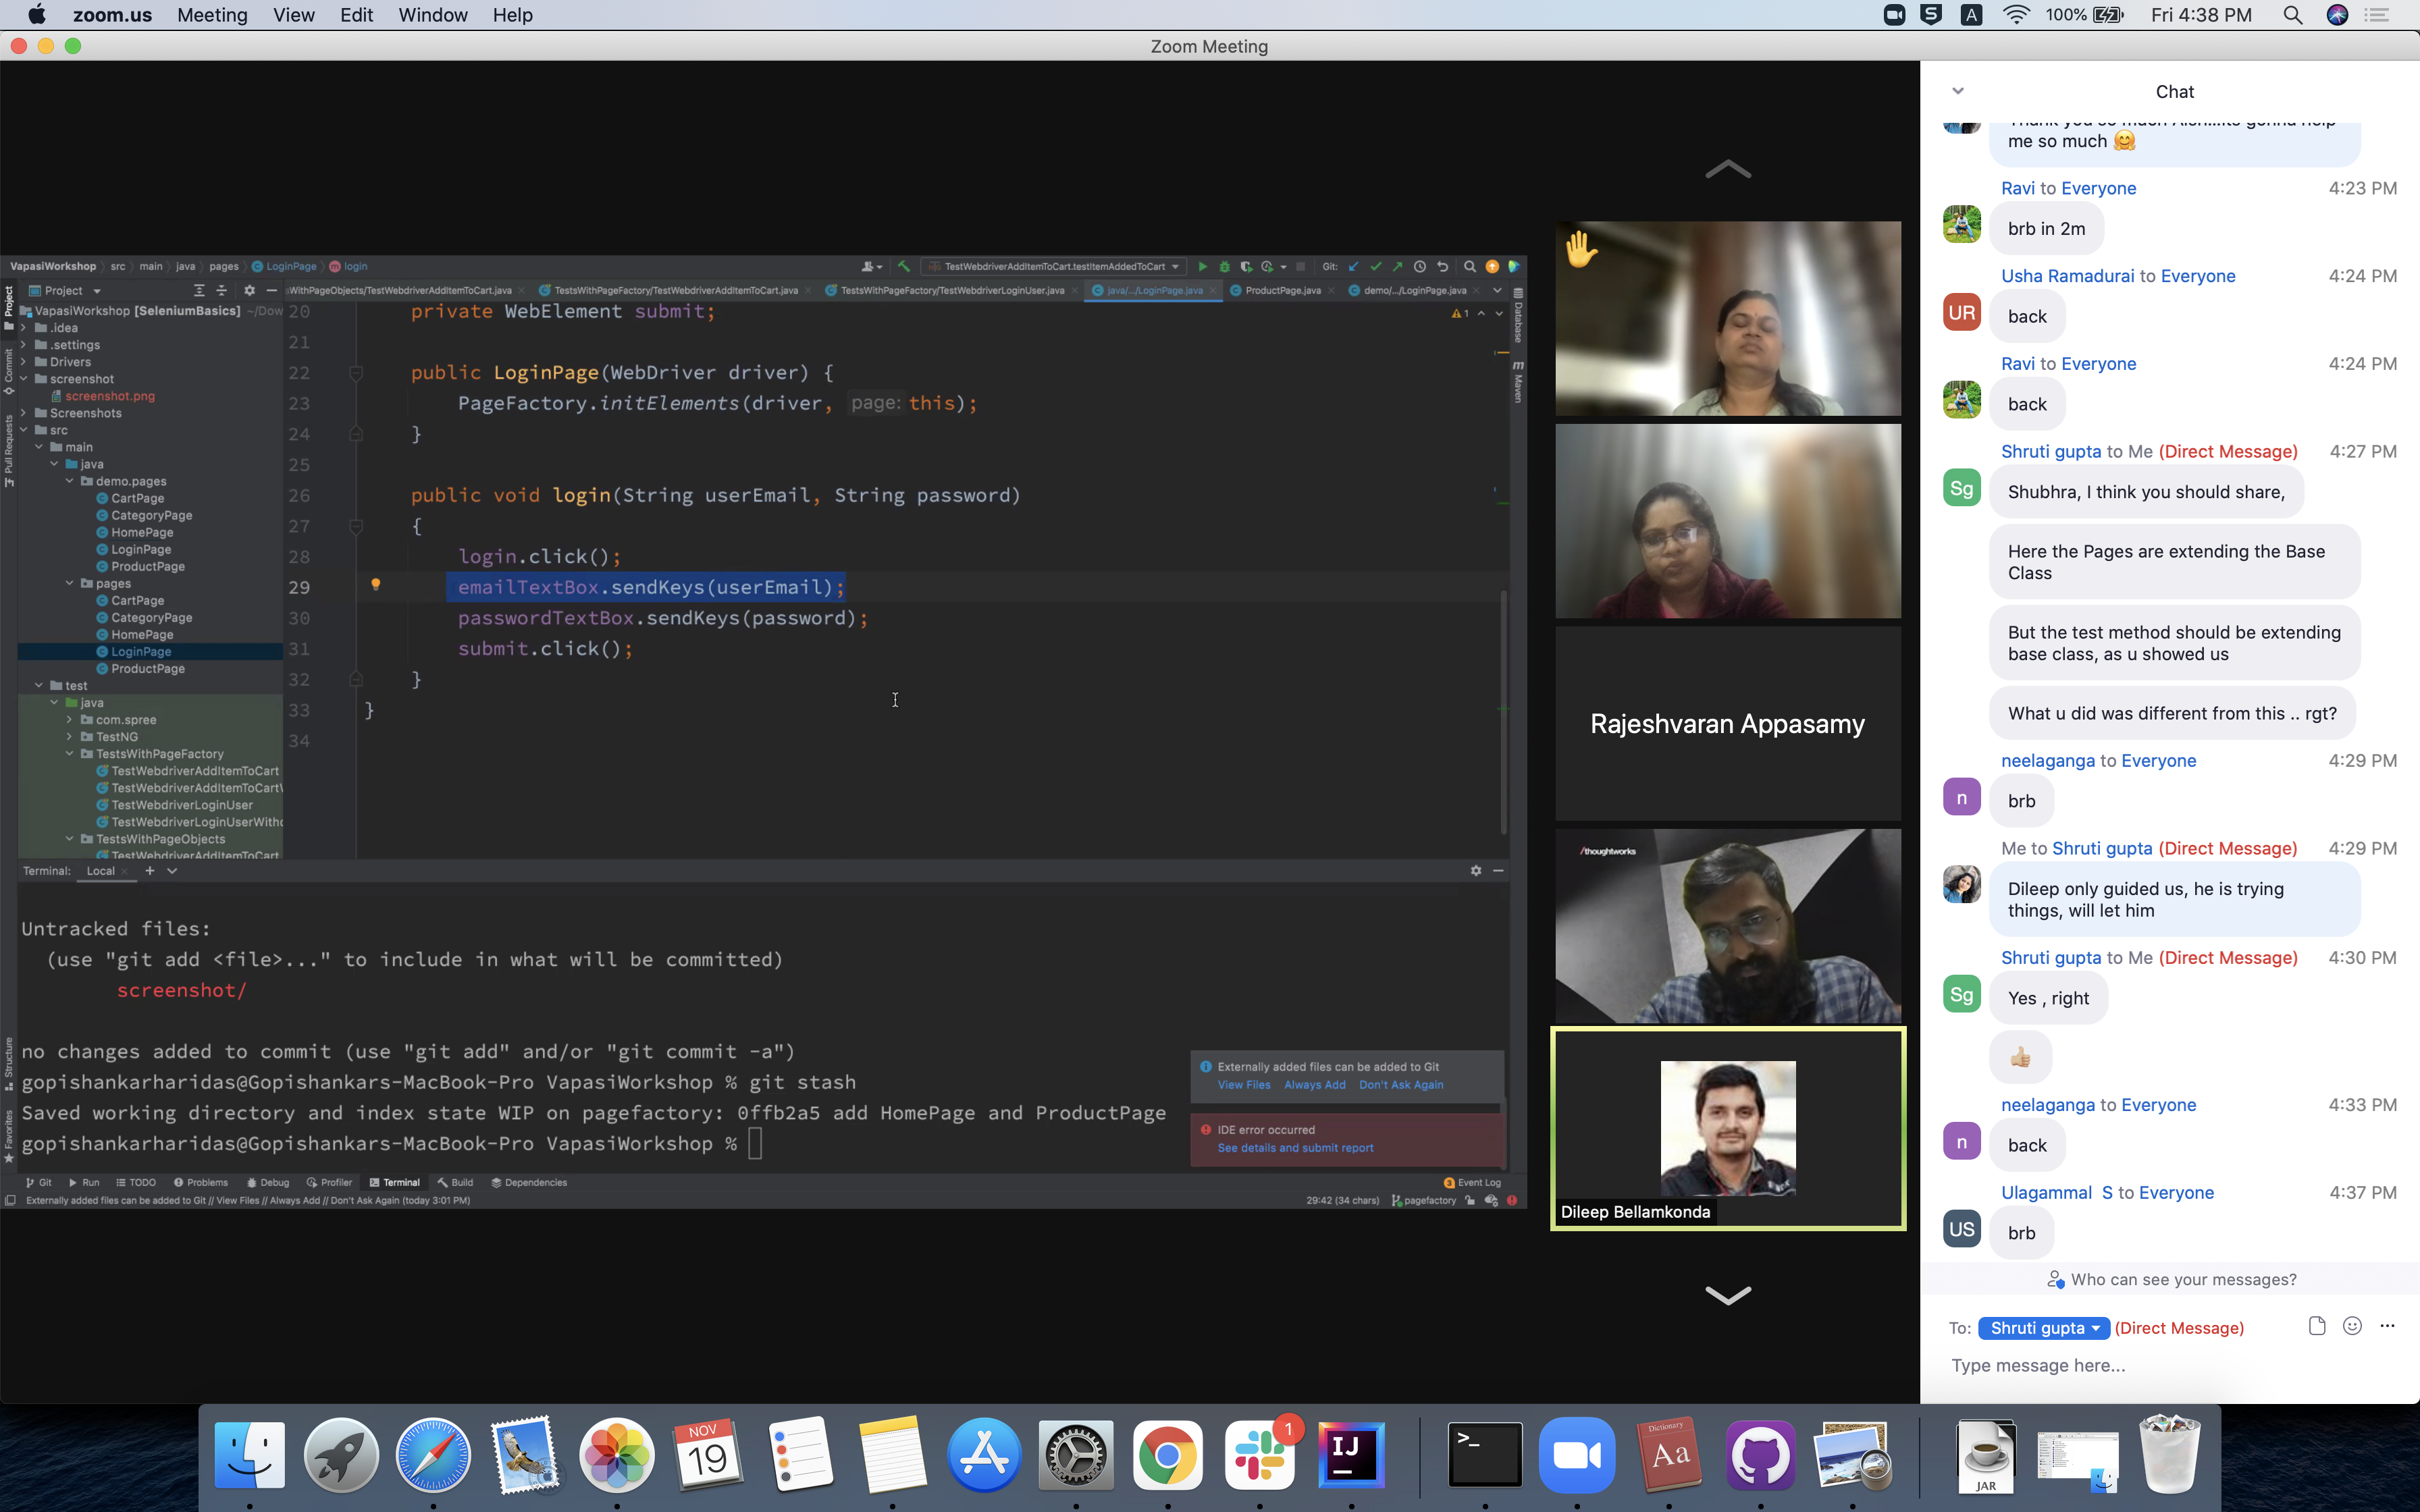 zoom.us Meeting View Edit Window Help
S A 100% Fri 4:38 PM
Zoom Meeting
VapasiWorkshop src main java pages LoginPage login
TestWebdriverAddItemToCart.testItemAddedToCart Git:
Project
sWithPageObjects/TestWebdriverAddItemToCart.java TestsWithPageFactory/TestWebdriverAddItemToCart.java TestsWithPageFactory/TestWebdriverLoginUser.java java/.../LoginPage.java ProductPage.java demo/.../LoginPage.java
Project
Commit
Pull Requests
Structure
Favorites
VapasiWorkshop [SeleniumBasics] ~/Dow
.idea
.settings
Drivers
screenshot
screenshot.png
Screenshots
src
main
java
demo.pages
CartPage
CategoryPage
HomePage
LoginPage
ProductPage
pages
CartPage
CategoryPage
HomePage
LoginPage
ProductPage
test
java
com.spree
TestNG
TestsWithPageFactory
TestWebdriverAddItemToCart
TestWebdriverAddItemToCart
TestWebdriverLoginUser
TestWebdriverLoginUserWitho
TestsWithPageObjects
TestWebdriverAddItemToCart
20 private WebElement submit;
21
22 public LoginPage(WebDriver driver) {
23 PageFactory.initElements(driver, page: this);
24 }
25
26 public void login(String userEmail, String password)
27 {
28 login.click();
29 emailTextBox.sendKeys(userEmail);
30 passwordTextBox.sendKeys(password);
31 submit.click();
32 }
33 }
34
1
Database
m Maven
Terminal: Local
Untracked files:
(use "git add <file>..." to include in what will be committed)
screenshot/
no changes added to commit (use "git add" and/or "git commit -a")
gopishankarharidas@Gopishankars-MacBook-Pro VapasiWorkshop % git stash
Saved working directory and index state WIP on pagefactory: 0ffb2a5 add HomePage and ProductPage
gopishankarharidas@Gopishankars-MacBook-Pro VapasiWorkshop %
Externally added files can be added to Git
View Files Always Add Don't Ask Again
IDE error occurred
See details and submit report
Git Run TODO Problems Debug Profiler Terminal Build Dependencies
3 Event Log
Externally added files can be added to Git // View Files // Always Add // Don't Ask Again (today 3:01 PM)
29:42 (34 chars) pagefactory
Rajeshvaran Appasamy
/thoughtworks
Dileep Bellamkonda
Chat
me so much
Ravi to Everyone 4:23 PM
brb in 2m
Usha Ramadurai to Everyone 4:24 PM
UR
back
Ravi to Everyone 4:24 PM
back
Shruti gupta to Me (Direct Message) 4:27 PM
Sg
Shubhra, I think you should share,
Here the Pages are extending the Base
Class
But the test method should be extending
base class, as u showed us
What u did was different from this .. rgt?
neelaganga to Everyone 4:29 PM
n
brb
Me to Shruti gupta (Direct Message) 4:29 PM
Dileep only guided us, he is trying
things, will let him
Shruti gupta to Me (Direct Message) 4:30 PM
Sg
Yes , right
neelaganga to Everyone 4:33 PM
n
back
Ulagammal S to Everyone 4:37 PM
US
brb
Who can see your messages?
To: Shruti gupta (Direct Message)
Type message here...
NOV
19
1
IJ
>_
Dictionary
Aa
JAR